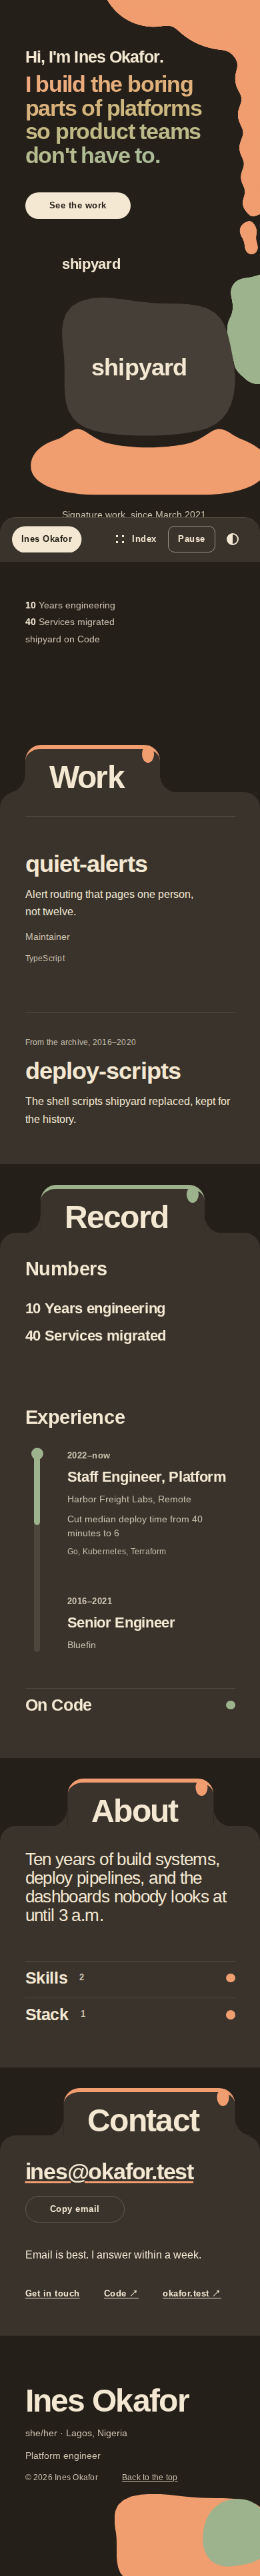 Hi, I'm Ines Okafor.
I build the boring
parts of platforms
so product teams
don't have to.
See the work
shipyard
shipyard
Signature work, since March 2021
Ines Okafor
Index
Pause
10 Years engineering
40 Services migrated
shipyard on Code
Work
quiet-alerts
Alert routing that pages one person,
not twelve.
Maintainer
TypeScript
From the archive, 2016–2020
deploy-scripts
The shell scripts shipyard replaced, kept for
the history.
Record
Numbers
10 Years engineering
40 Services migrated
Experience
2022–now
Staff Engineer, Platform
Harbor Freight Labs, Remote
Cut median deploy time from 40
minutes to 6
Go, Kubernetes, Terraform
2016–2021
Senior Engineer
Bluefin
On Code
About
Ten years of build systems,
deploy pipelines, and the
dashboards nobody looks at
until 3 a.m.
Skills 2
Stack 1
Contact
ines@okafor.test
Copy email
Email is best. I answer within a week.
Get in touch
Code ↗
okafor.test ↗
Ines Okafor
she/her · Lagos, Nigeria
Platform engineer
© 2026 Ines Okafor
Back to the top